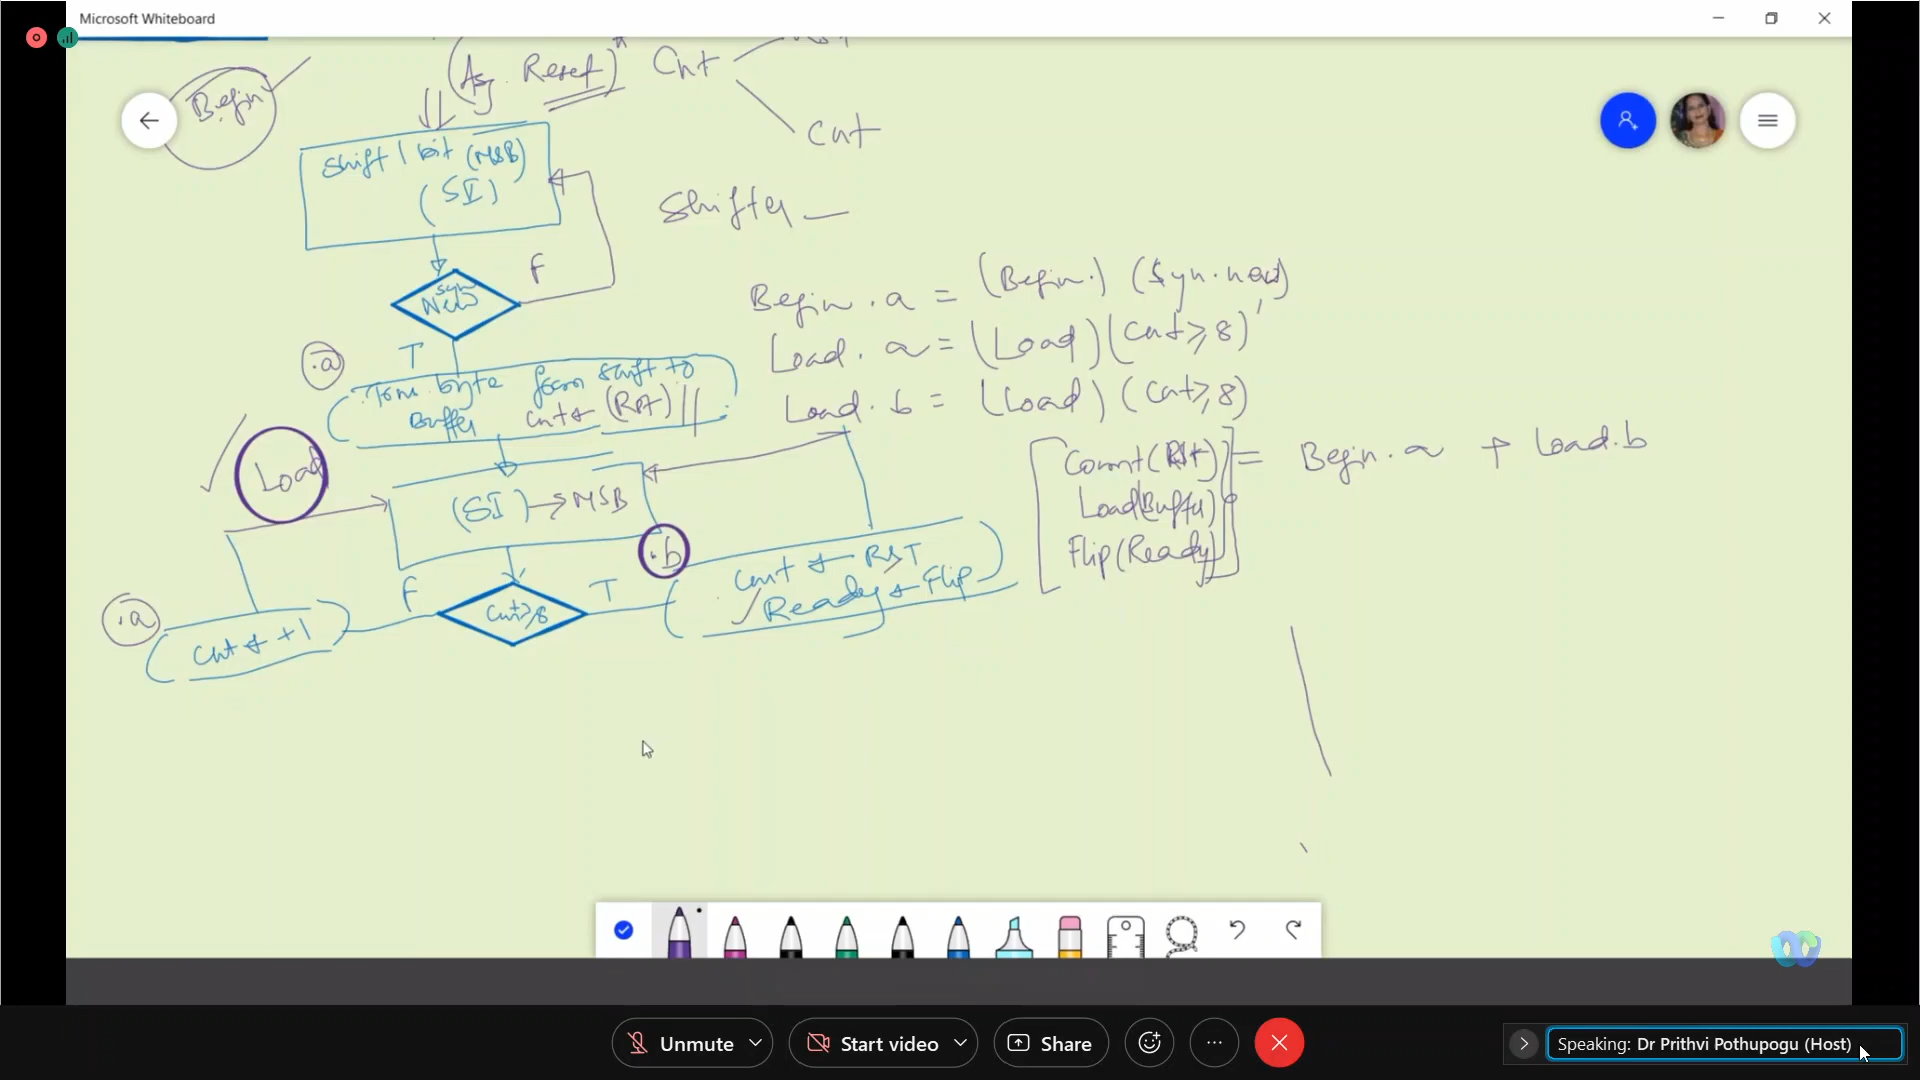 Microsoft Whiteboard
Begin
(Asy. Reset)*
Cnt
Cnt
Shift 1 bit (MSB)
(SI)
Shifter —
F
Syn
New
T
.a
Tran byte from Shift to
Buffer Cnt ← (Rst) ||
Begin.a = (Begin.) (Syn.new)
Load.a = (Load)(Cnt≥8)'
Load.b = (Load)(Cnt≥8)
Load
(SI)→MSB
.b
Count(Rst) = Begin.a + Load.b
Load(Buffer)
Flip(Ready)
Cnt ← RST
Ready ← Flip
F
Cnt≥8
T
.a
Cnt ← +1
Unmute
Start video
Share
Speaking: Dr Prithvi Pothupogu (Host)